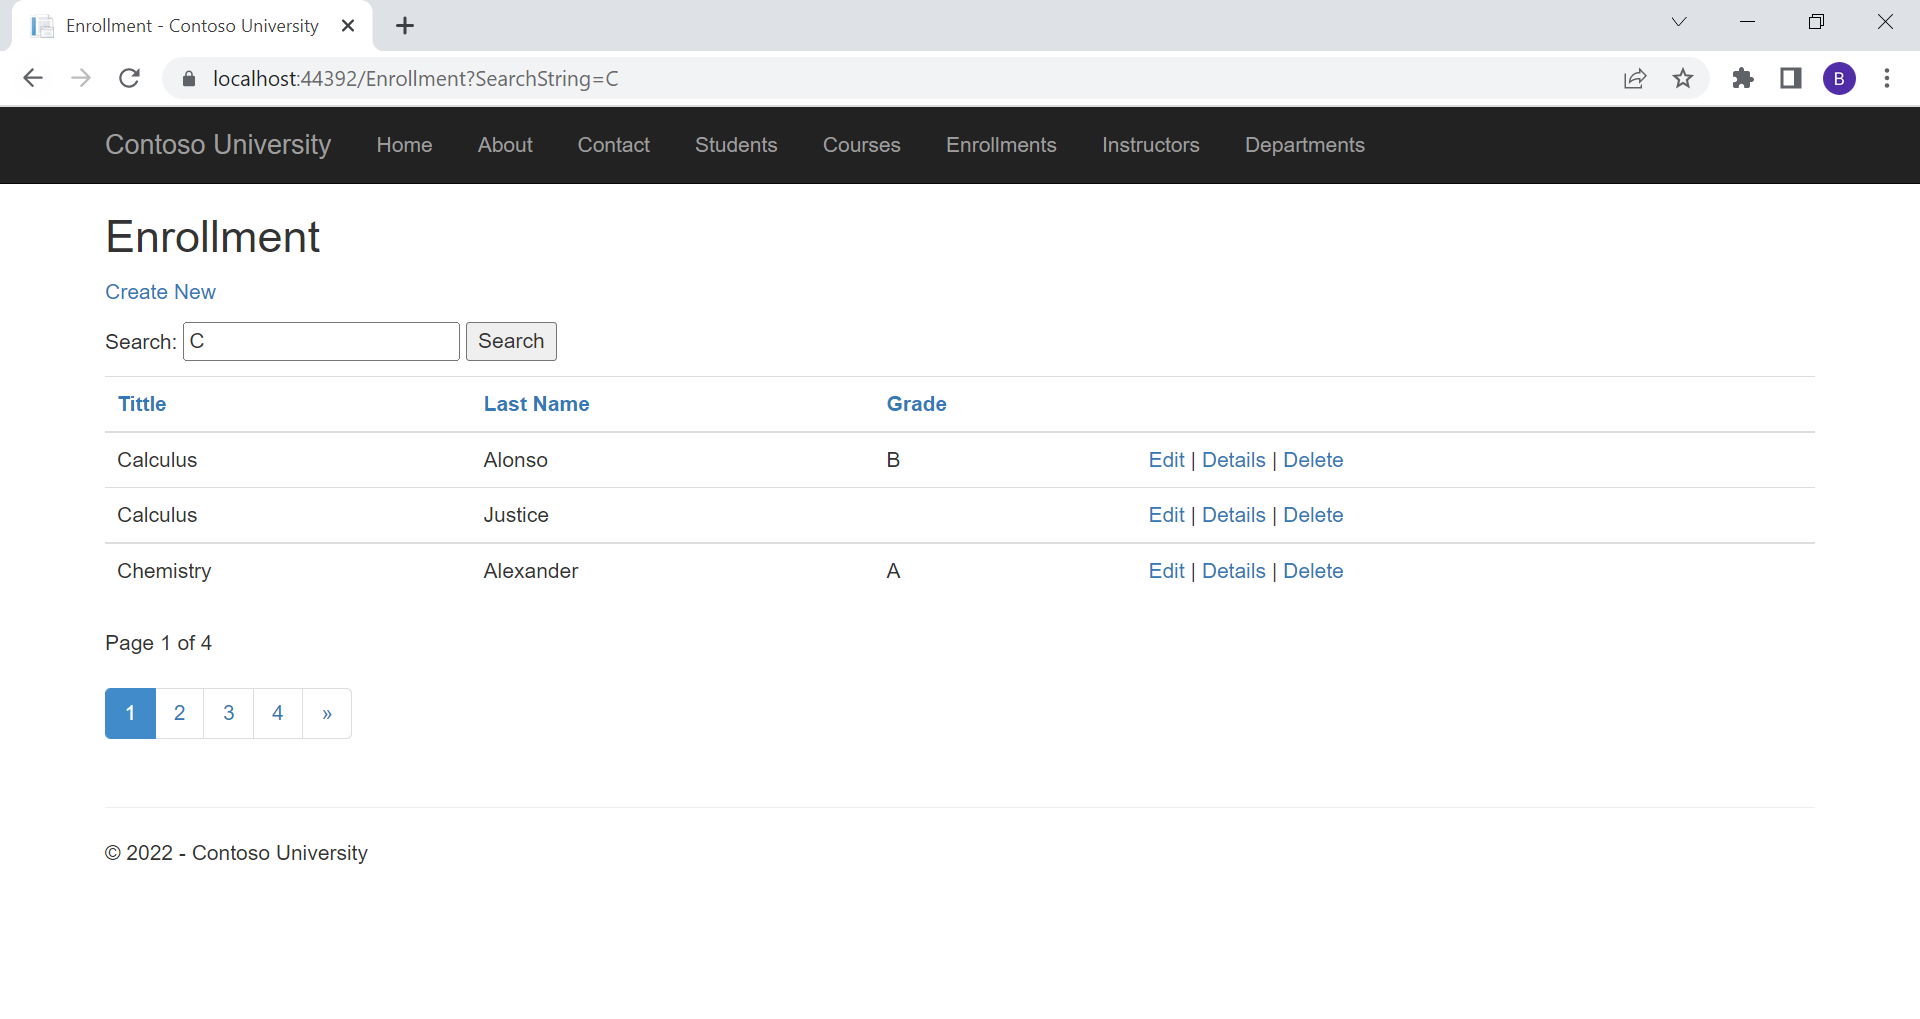 Enrollment - Contoso University
localhost:44392/Enrollment?SearchString=C
B
Contoso University Home About Contact Students Courses Enrollments Instructors Departments
Enrollment
Create New
Search: C Search
Tittle Last Name Grade
Calculus Alonso B Edit | Details | Delete
Calculus Justice Edit | Details | Delete
Chemistry Alexander A Edit | Details | Delete
Page 1 of 4
1 2 3 4 »
© 2022 - Contoso University